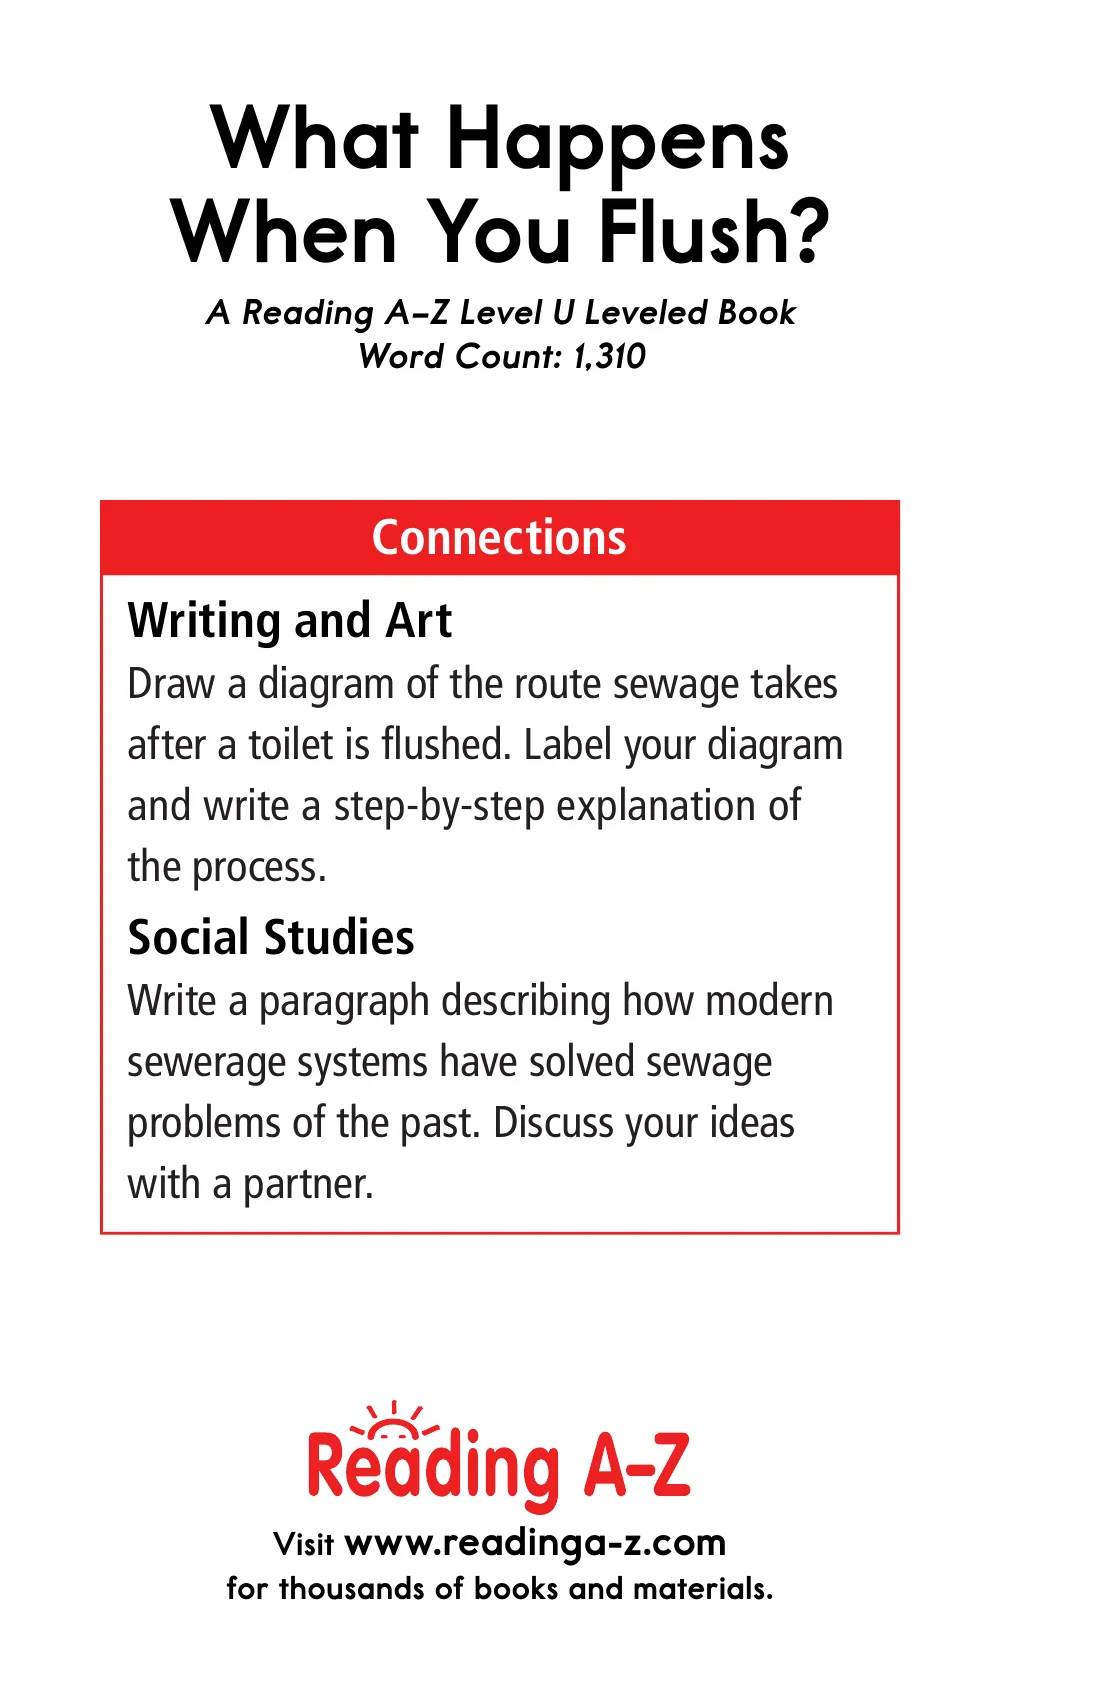 What Happens
When You Flush?
A Reading A–Z Level U Leveled Book
Word Count: 1,310
Connections
Writing and Art
Draw a diagram of the route sewage takes
after a toilet is flushed. Label your diagram
and write a step-by-step explanation of
the process.
Social Studies
Write a paragraph describing how modern
sewerage systems have solved sewage
problems of the past. Discuss your ideas
with a partner.
Reading A–Z
Visit www.readinga-z.com
for thousands of books and materials.